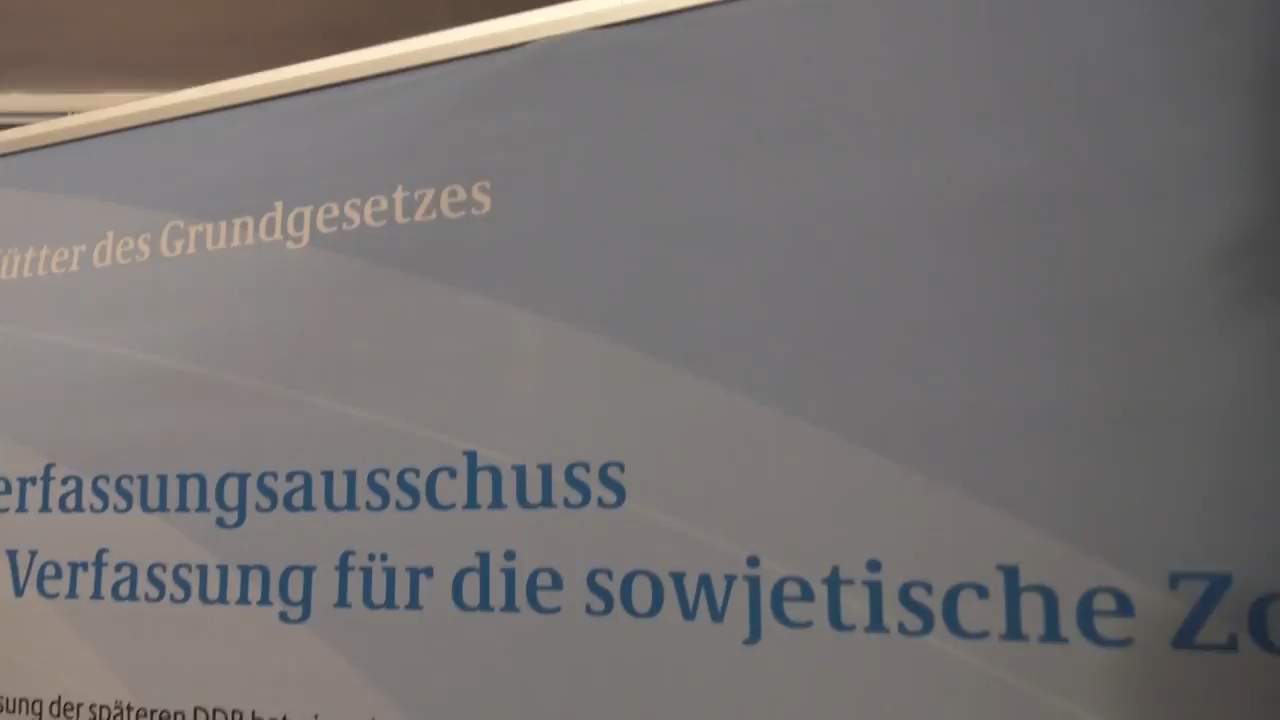 ütter des Grundgesetzes
erfassungsausschuss
Verfassung für die sowjetische Zo
sung der späteren DDR